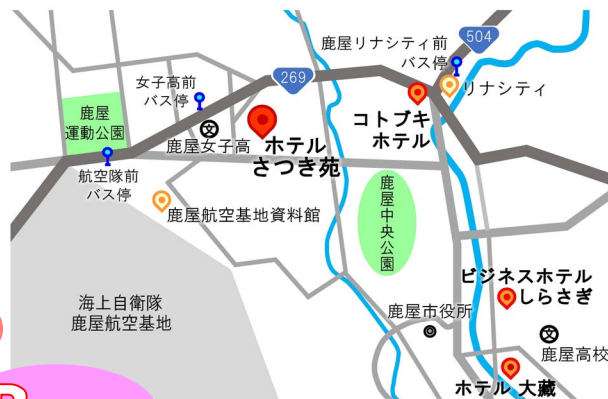 504
鹿屋リナシティ前
バス停
269
女子高前
バス停
リナシティ
コトブキ
ホテル
鹿屋
運動公園
文
鹿屋女子高
ホテル
さつき苑
航空隊前
バス停
鹿屋中央公園
鹿屋航空基地資料館
ビジネスホテル
しらさぎ
海上自衛隊
鹿屋航空基地
鹿屋市役所
文
鹿屋高校
ホテル 大藏